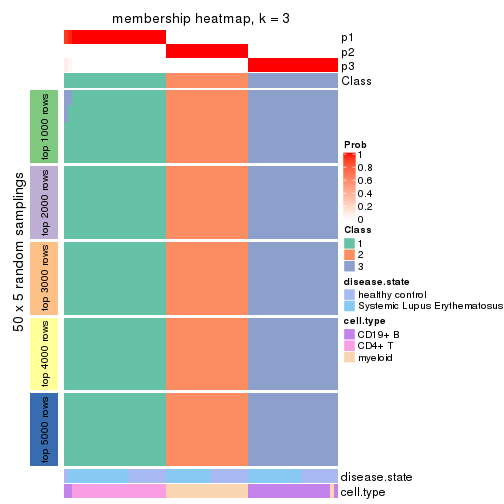 membership heatmap, k = 3
p1
p2
p3
Class
50 x 5 random samplings
top 1000 rows
top 2000 rows
top 3000 rows
top 4000 rows
top 5000 rows
Prob
1
0.8
0.6
0.4
0.2
0
Class
1
2
3
disease.state
healthy control
Systemic Lupus Erythematosus
cell.type
CD19+ B
CD4+ T
myeloid
disease.state
cell.type